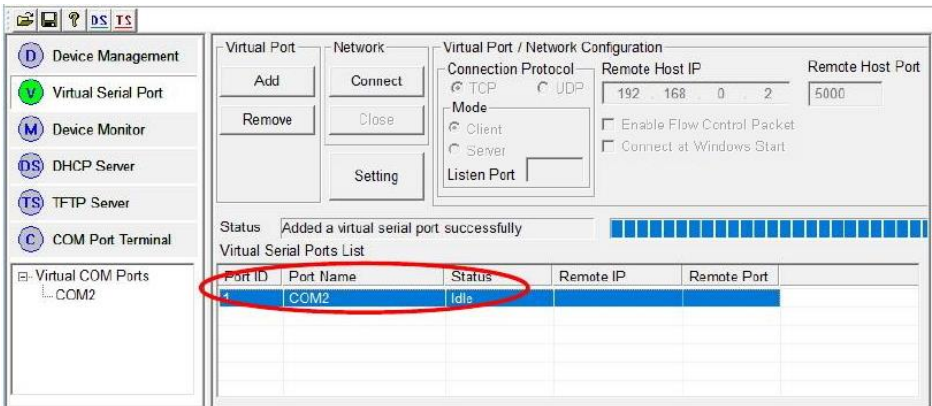 ? DS TS
D Device Management
V Virtual Serial Port
M Device Monitor
DS DHCP Server
TS TFTP Server
C COM Port Terminal
Virtual COM Ports
COM2
Virtual Port
Add
Remove
Network
Connect
Close
Setting
Virtual Port / Network Configuration
Connection Protocol
TCP UDP
Mode
Client
Server
Listen Port
Remote Host IP
192 . 168 . 0 . 2
Enable Flow Control Packet
Connect at Windows Start
Remote Host Port
5000
Status Added a virtual serial port successfully
Virtual Serial Ports List
Port ID Port Name Status Remote IP Remote Port
1 COM2 Idle